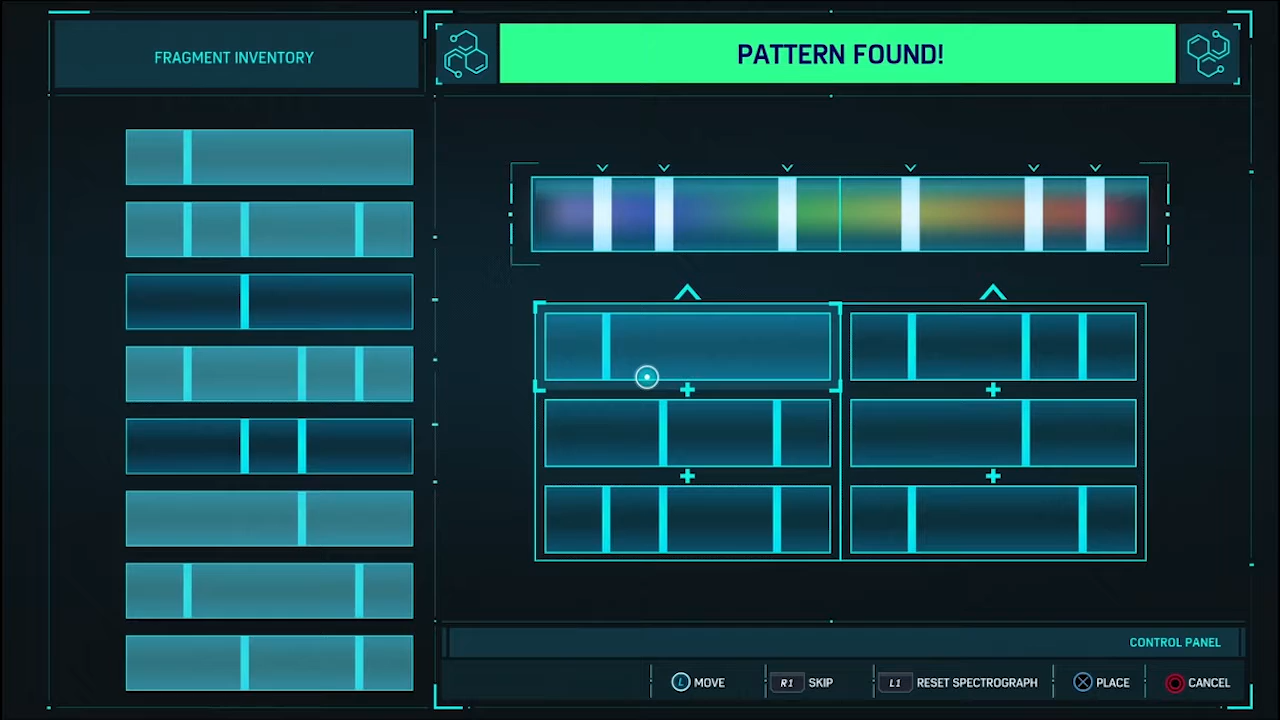 FRAGMENT INVENTORY
PATTERN FOUND!
CONTROL PANEL
L MOVE
R1 SKIP
L1 RESET SPECTROGRAPH
PLACE
CANCEL